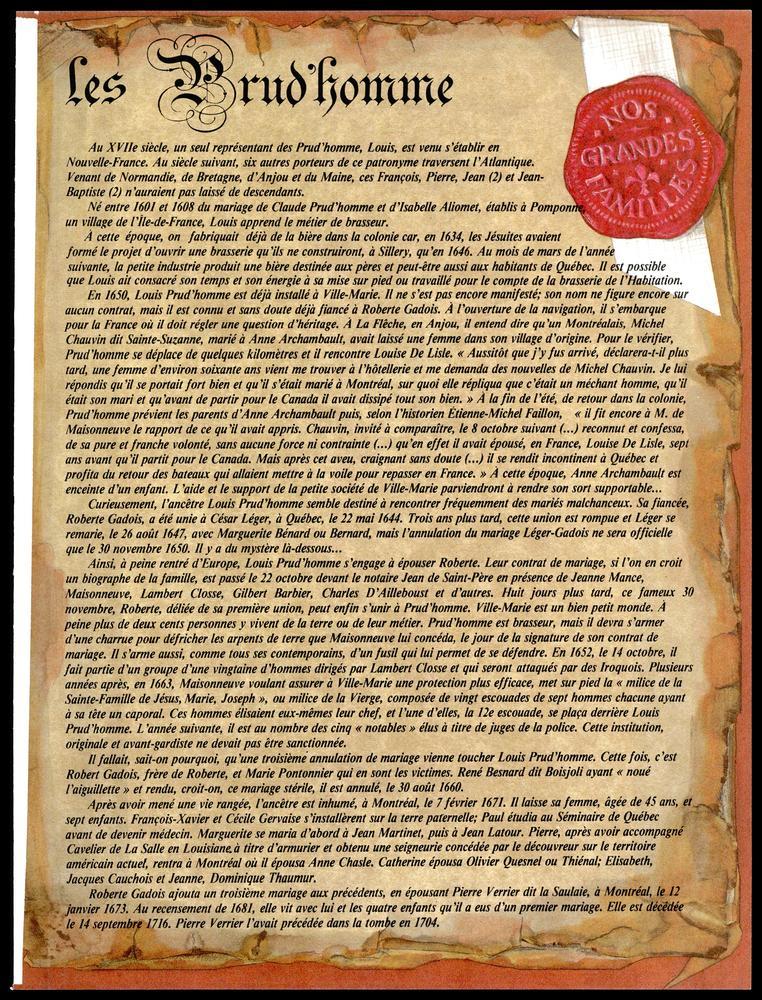 les Prud'homme
NOS
GRANDES
FAMILLES
Au XVIIe siècle, un seul représentant des Prud'homme, Louis, est venu s'établir en
Nouvelle-France. Au siècle suivant, six autres porteurs de ce patronyme traversent l'Atlantique.
Venant de Normandie, de Bretagne, d'Anjou et du Maine, ces François, Pierre, Jean (2) et Jean-
Baptiste (2) n'auraient pas laissé de descendants.
Né entre 1601 et 1608 du mariage de Claude Prud'homme et d'Isabelle Aliomet, établis à Pomponne,
un village de l'Île-de-France, Louis apprend le métier de brasseur.
À cette époque, on fabriquait déjà de la bière dans la colonie car, en 1634, les Jésuites avaient
formé le projet d'ouvrir une brasserie qu'ils ne construiront, à Sillery, qu'en 1646. Au mois de mars de l'année
suivante, la petite industrie produit une bière destinée aux pères et peut-être aussi aux habitants de Québec. Il est possible
que Louis ait consacré son temps et son énergie à sa mise sur pied ou travaillé pour le compte de la brasserie de l'Habitation.
En 1650, Louis Prud'homme est déjà installé à Ville-Marie. Il ne s'est pas encore manifesté; son nom ne figure encore sur
aucun contrat, mais il est connu et sans doute déjà fiancé à Roberte Gadois. À l'ouverture de la navigation, il s'embarque
pour la France où il doit régler une question d'héritage. À La Flèche, en Anjou, il entend dire qu'un Montréalais, Michel
Chauvin dit Sainte-Suzanne, marié à Anne Archambault, avait laissé une femme dans son village d'origine. Pour le vérifier,
Prud'homme se déplace de quelques kilomètres et il rencontre Louise De Lisle. « Aussitôt que j'y fus arrivé, déclarera-t-il plus
tard, une femme d'environ soixante ans vient me trouver à l'hôtellerie et me demanda des nouvelles de Michel Chauvin. Je lui
répondis qu'il se portait fort bien et qu'il s'était marié à Montréal, sur quoi elle répliqua que c'était un méchant homme, qu'il
était son mari et qu'avant de partir pour le Canada il avait dissipé tout son bien. » À la fin de l'été, de retour dans la colonie,
Prud'homme prévient les parents d'Anne Archambault puis, selon l'historien Étienne-Michel Faillon, « il fit encore à M. de
Maisonneuve le rapport de ce qu'il avait appris. Chauvin, invité à comparaître, le 8 octobre suivant (...) reconnut et confessa,
de sa pure et franche volonté, sans aucune force ni contrainte (...) qu'en effet il avait épousé, en France, Louise De Lisle, sept
ans avant qu'il partit pour le Canada. Mais après cet aveu, craignant sans doute (...) il se rendit incontinent à Québec et
profita du retour des bateaux qui allaient mettre à la voile pour repasser en France. » À cette époque, Anne Archambault est
enceinte d'un enfant. L'aide et le support de la petite société de Ville-Marie parviendront à rendre son sort supportable...
Curieusement, l'ancêtre Louis Prud'homme semble destiné à rencontrer fréquemment des mariés malchanceux. Sa fiancée,
Roberte Gadois, a été unie à César Léger, à Québec, le 22 mai 1644. Trois ans plus tard, cette union est rompue et Léger se
remarie, le 26 août 1647, avec Marguerite Bénard ou Bernard, mais l'annulation du mariage Léger-Gadois ne sera officielle
que le 30 novembre 1650. Il y a du mystère là-dessous...
Ainsi, à peine rentré d'Europe, Louis Prud'homme s'engage à épouser Roberte. Leur contrat de mariage, si l'on en croit
un biographe de la famille, est passé le 22 octobre devant le notaire Jean de Saint-Père en présence de Jeanne Mance,
Maisonneuve, Lambert Closse, Gilbert Barbier, Charles D'Ailleboust et d'autres. Huit jours plus tard, ce fameux 30
novembre, Roberte, déliée de sa première union, peut enfin s'unir à Prud'homme. Ville-Marie est un bien petit monde. À
peine plus de deux cents personnes y vivent de la terre ou de leur métier. Prud'homme est brasseur, mais il devra s'armer
d'une charrue pour défricher les arpents de terre que Maisonneuve lui concéda, le jour de la signature de son contrat de
mariage. Il s'arme aussi, comme tous ses contemporains, d'un fusil qui lui permet de se défendre. En 1652, le 14 octobre, il
fait partie d'un groupe d'une vingtaine d'hommes dirigés par Lambert Closse et qui seront attaqués par des Iroquois. Plusieurs
années après, en 1663, Maisonneuve voulant assurer à Ville-Marie une protection plus efficace, met sur pied la « milice de la
Sainte-Famille de Jésus, Marie, Joseph », ou milice de la Vierge, composée de vingt escouades de sept hommes chacune ayant
à sa tête un caporal. Ces hommes élisaient eux-mêmes leur chef, et l'une d'elles, la 12e escouade, se plaça derrière Louis
Prud'homme. L'année suivante, il est au nombre des cinq « notables » élus à titre de juges de la police. Cette institution,
originale et avant-gardiste ne devait pas être sanctionnée.
Il fallait, sait-on pourquoi, qu'une troisième annulation de mariage vienne toucher Louis Prud'homme. Cette fois, c'est
Robert Gadois, frère de Roberte, et Marie Pontonnier qui en sont les victimes. René Besnard dit Boisjoli ayant « noué
l'aiguillette » et rendu, croit-on, ce mariage stérile, il est annulé, le 30 août 1660.
Après avoir mené une vie rangée, l'ancêtre est inhumé, à Montréal, le 7 février 1671. Il laisse sa femme, âgée de 45 ans, et
sept enfants. François-Xavier et Cécile Gervaise s'installèrent sur la terre paternelle; Paul étudia au Séminaire de Québec
avant de devenir médecin. Marguerite se maria d'abord à Jean Martinet, puis à Jean Latour. Pierre, après avoir accompagné
Cavelier de La Salle en Louisiane,à titre d'armurier et obtenu une seigneurie concédée par le découvreur sur le territoire
américain actuel, rentra à Montréal où il épousa Anne Chasle. Catherine épousa Olivier Quesnel ou Thiénal; Elisabeth,
Jacques Cauchois et Jeanne, Dominique Thaumur.
Roberte Gadois ajouta un troisième mariage aux précédents, en épousant Pierre Verrier dit la Saulaie, à Montréal, le 12
janvier 1673. Au recensement de 1681, elle vit avec lui et les quatre enfants qu'il a eus d'un premier mariage. Elle est décédée
le 14 septembre 1716. Pierre Verrier l'avait précédée dans la tombe en 1704.